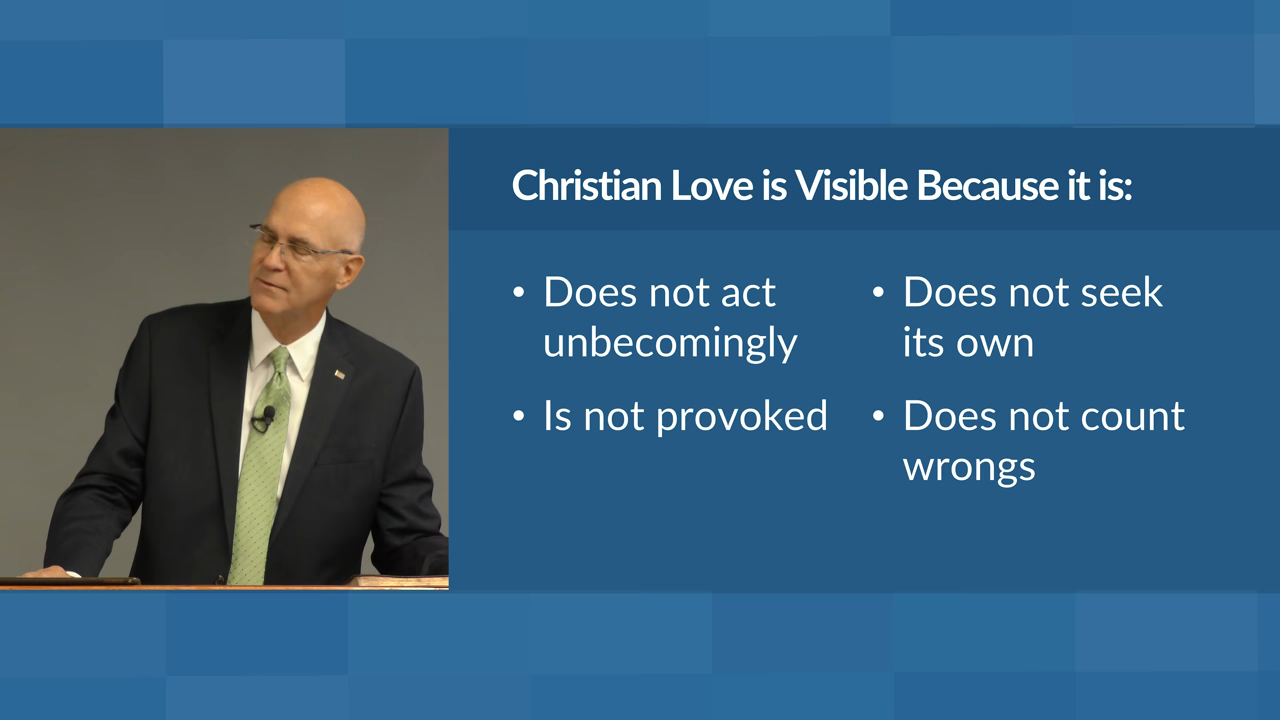 Christian Love is Visible Because it is:
• Does not act
unbecomingly
• Is not provoked
• Does not seek
its own
• Does not count
wrongs